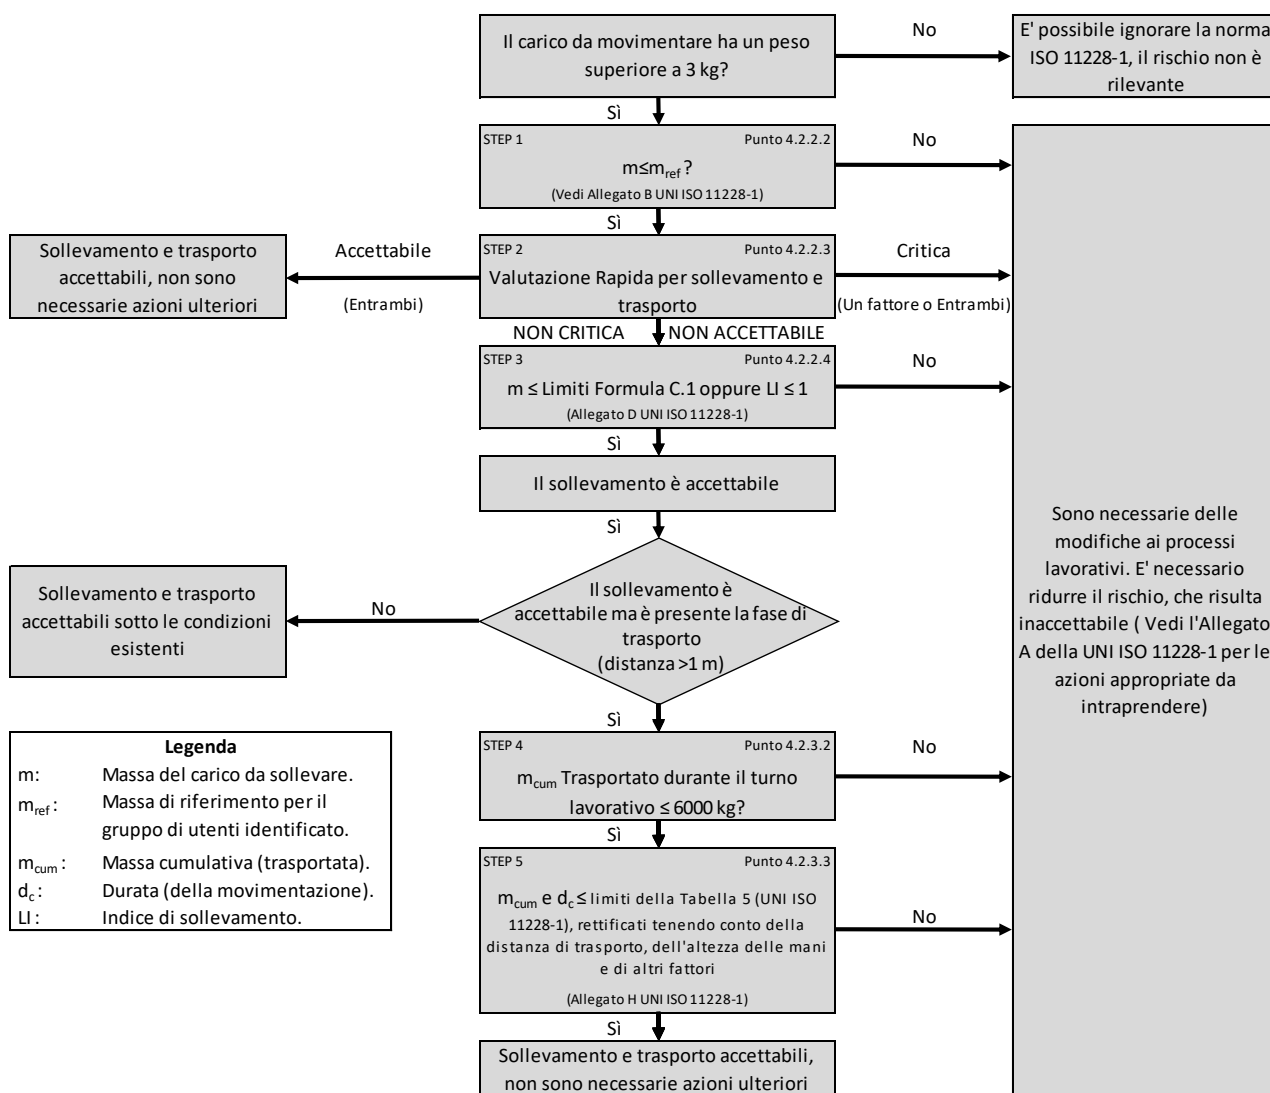 Il carico da movimentare ha un peso
superiore a 3 kg?
No
E' possibile ignorare la norma
ISO 11228-1, il rischio non è
rilevante
Sì
STEP 1 Punto 4.2.2.2
m≤mref ?
(Vedi Allegato B UNI ISO 11228-1)
No
Sì
Sollevamento e trasporto
accettabili, non sono
necessarie azioni ulteriori
Accettabile
(Entrambi)
STEP 2 Punto 4.2.2.3
Valutazione Rapida per sollevamento e
trasporto
Critica
(Un fattore o Entrambi)
NON CRITICA NON ACCETTABILE
STEP 3 Punto 4.2.2.4
m ≤ Limiti Formula C.1 oppure LI ≤ 1
(Allegato D UNI ISO 11228-1)
No
Sì
Il sollevamento è accettabile
Sì
Il sollevamento è
accettabile ma è presente la fase di
trasporto
(distanza >1 m)
No
Sollevamento e trasporto
accettabili sotto le condizioni
esistenti
Sono necessarie delle
modifiche ai processi
lavorativi. E' necessario
ridurre il rischio, che risulta
inaccettabile ( Vedi l'Allegato
A della UNI ISO 11228-1 per le
azioni appropriate da
intraprendere)
Sì
STEP 4 Punto 4.2.3.2
mcum Trasportato durante il turno
lavorativo ≤ 6000 kg?
No
Sì
STEP 5 Punto 4.2.3.3
mcum e dc ≤ limiti della Tabella 5 (UNI ISO
11228-1), rettificati tenendo conto della
distanza di trasporto, dell'altezza delle mani
e di altri fattori
(Allegato H UNI ISO 11228-1)
No
Sì
Sollevamento e trasporto accettabili,
non sono necessarie azioni ulteriori
Legenda
m: Massa del carico da sollevare.
mref : Massa di riferimento per il
gruppo di utenti identificato.
mcum : Massa cumulativa (trasportata).
dc : Durata (della movimentazione).
LI : Indice di sollevamento.